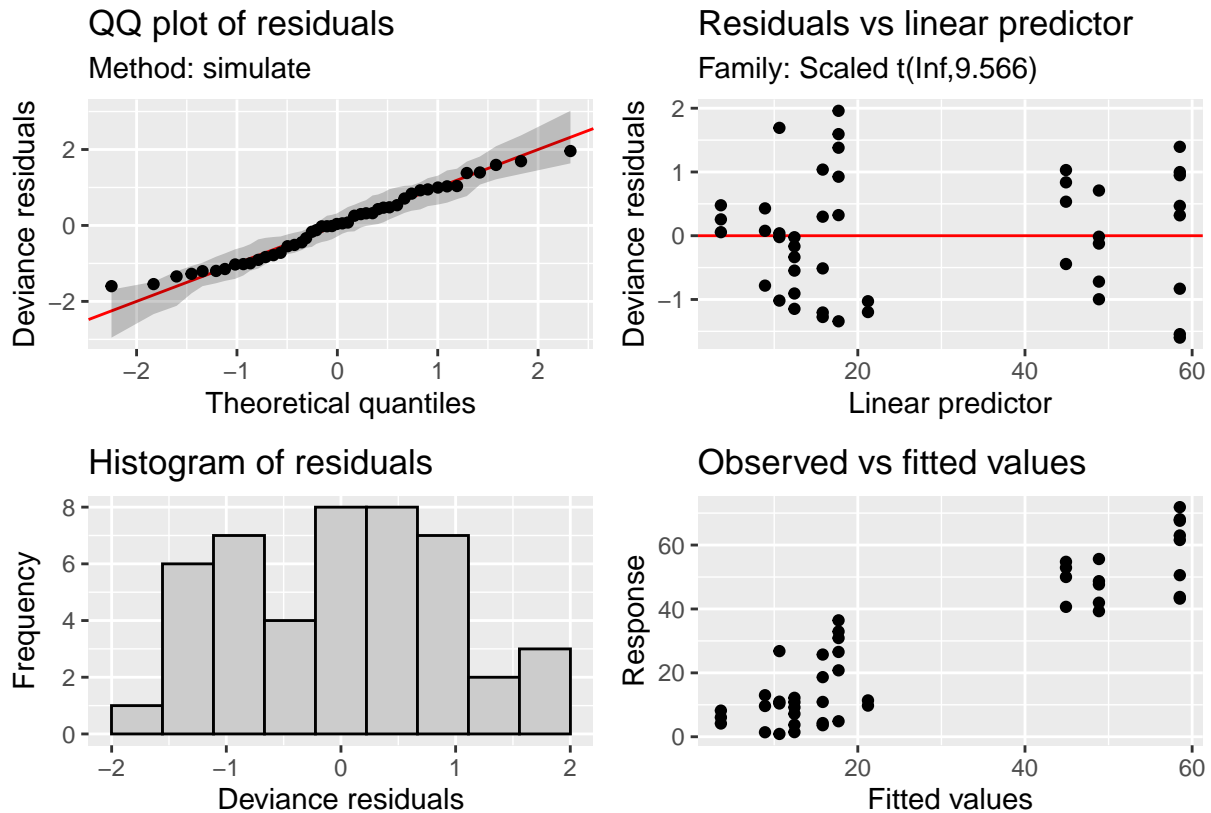 QQ plot of residuals
Method: simulate
Deviance residuals
2
0
−2
−2
−1
0
1
2
Theoretical quantiles
Residuals vs linear predictor
Family: Scaled t(Inf,9.566)
Deviance residuals
2
1
0
−1
20
40
60
Linear predictor
Histogram of residuals
Frequency
8
6
4
2
0
−2
−1
0
1
2
Deviance residuals
Observed vs fitted values
Response
60
40
20
0
20
40
60
Fitted values